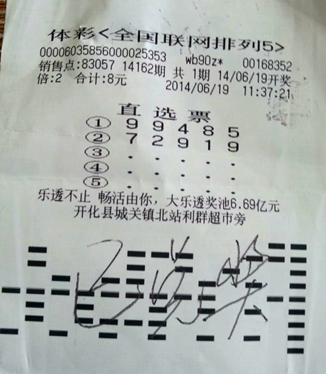 体彩<全国联网排列5>
00006035856000025353 wb90z* 00168352
销售点:83057 14162期 共1期 14/06/19开奖
倍:2 合计:8元 2014/06/19 11:37:21
直选票
① 9 9 4 8 5
② 7 2 9 1 9
③ . . . . .
④ . . . . .
⑤ . . . . .
乐透不止 畅活由你，大乐透奖池6.69亿元
开化县城关镇北站利群超市旁
已兑奖